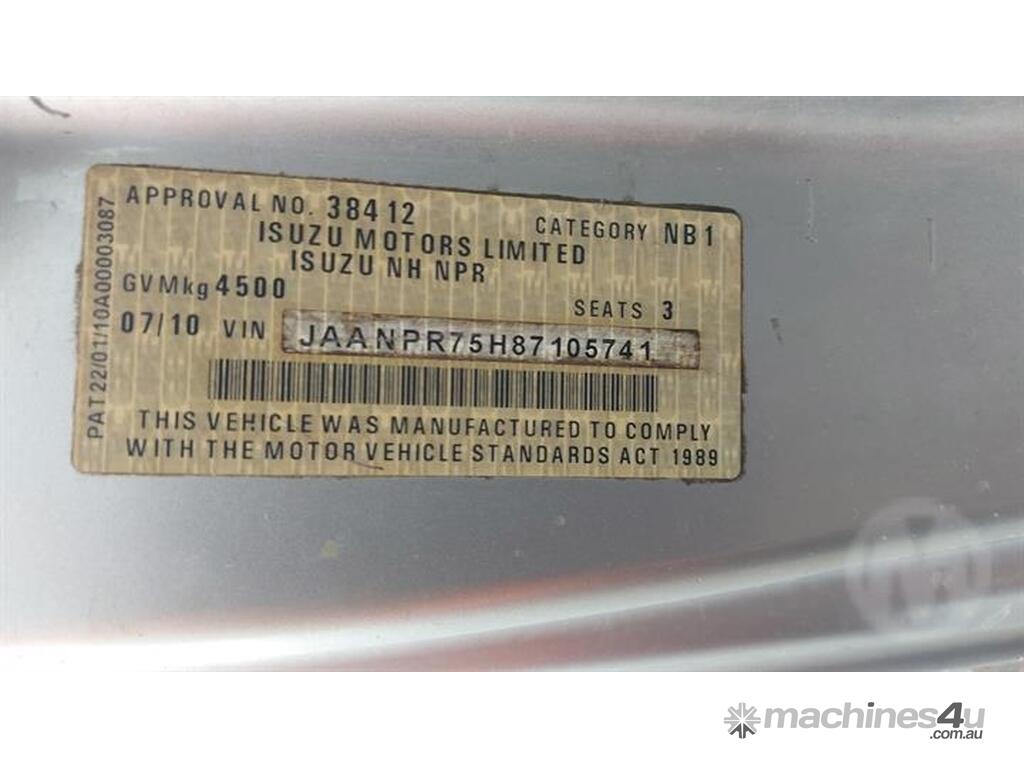 APPROVAL NO. 38412 CATEGORY NB1
ISUZU MOTORS LIMITED
ISUZU NH NPR
GVMkg 4500 SEATS 3
07/10 VIN JAANPR75H87105741
THIS VEHICLE WAS MANUFACTURED TO COMPLY
WITH THE MOTOR VEHICLE STANDARDS ACT 1989
PAT 22/01/10A00003087
machines4u
.com.au